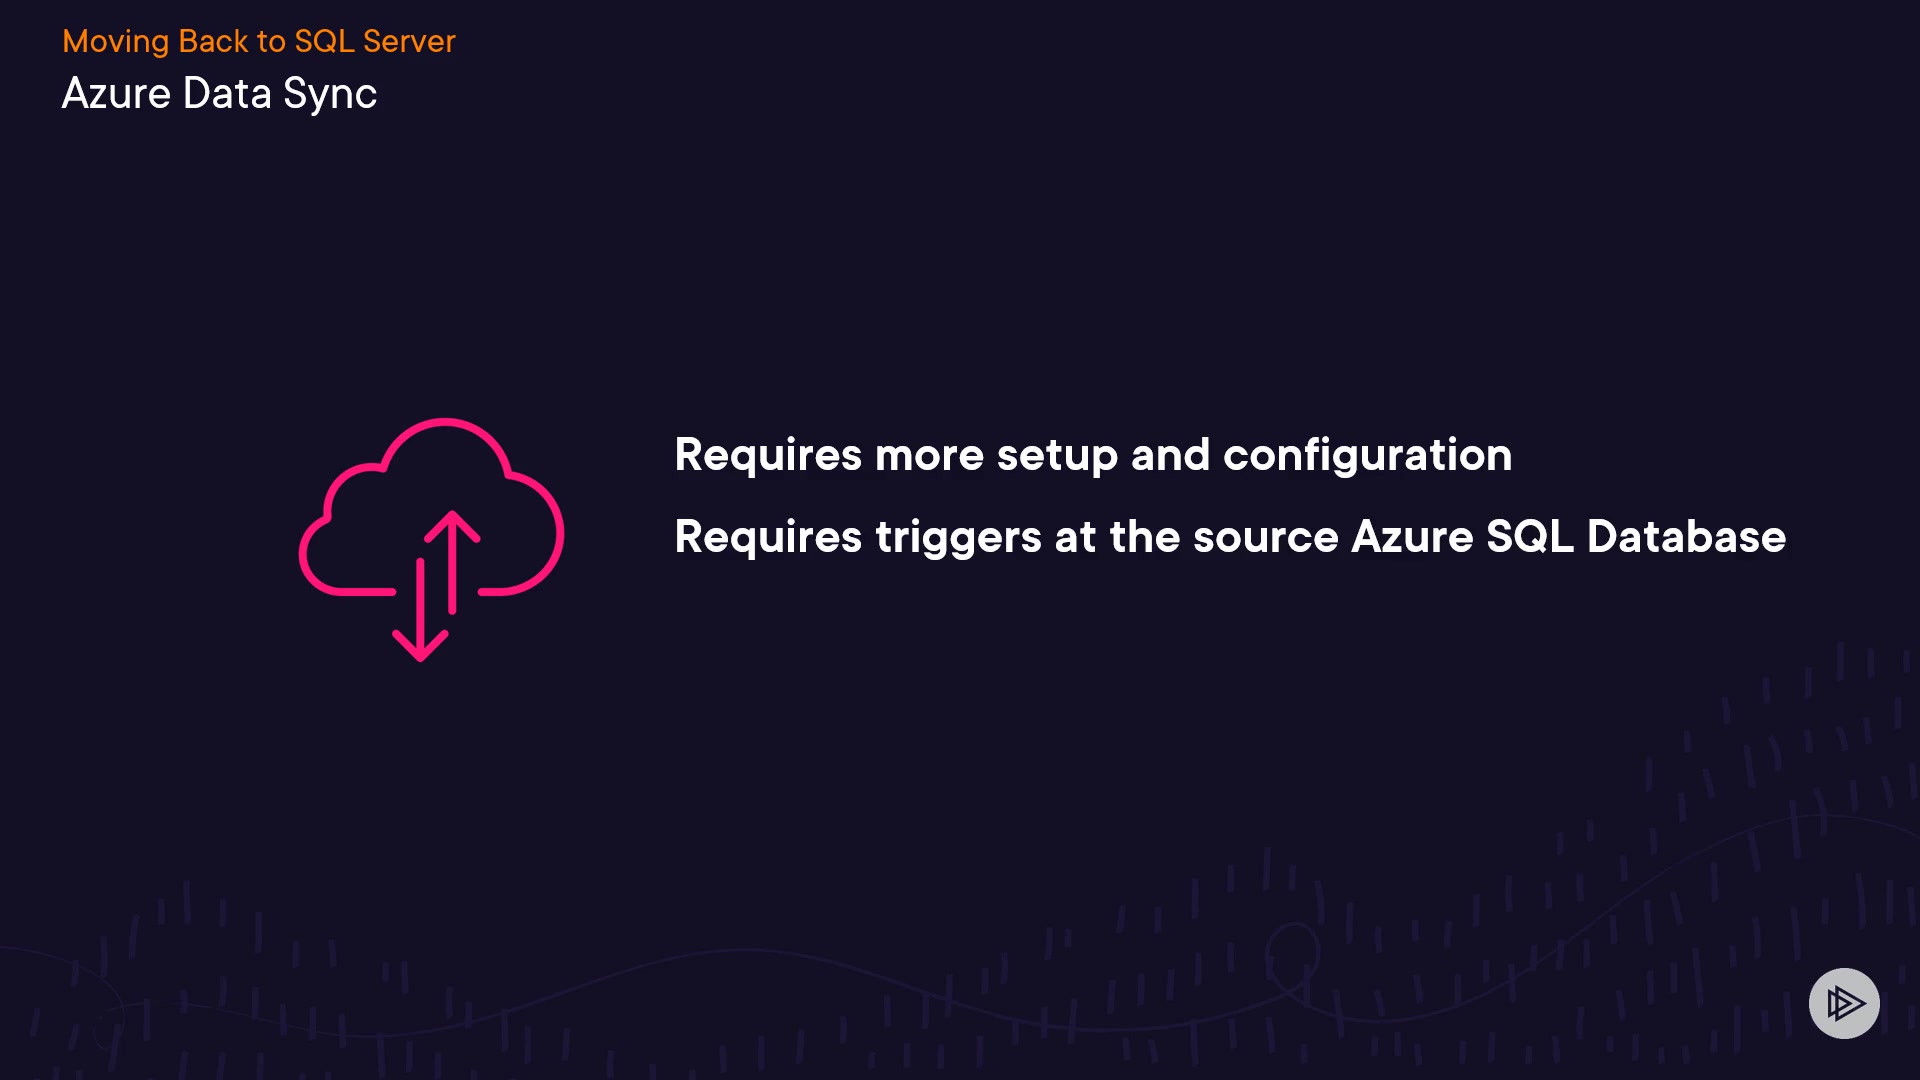 Moving Back to SQL Server
Azure Data Sync
Requires more setup and configuration
Requires triggers at the source Azure SQL Database